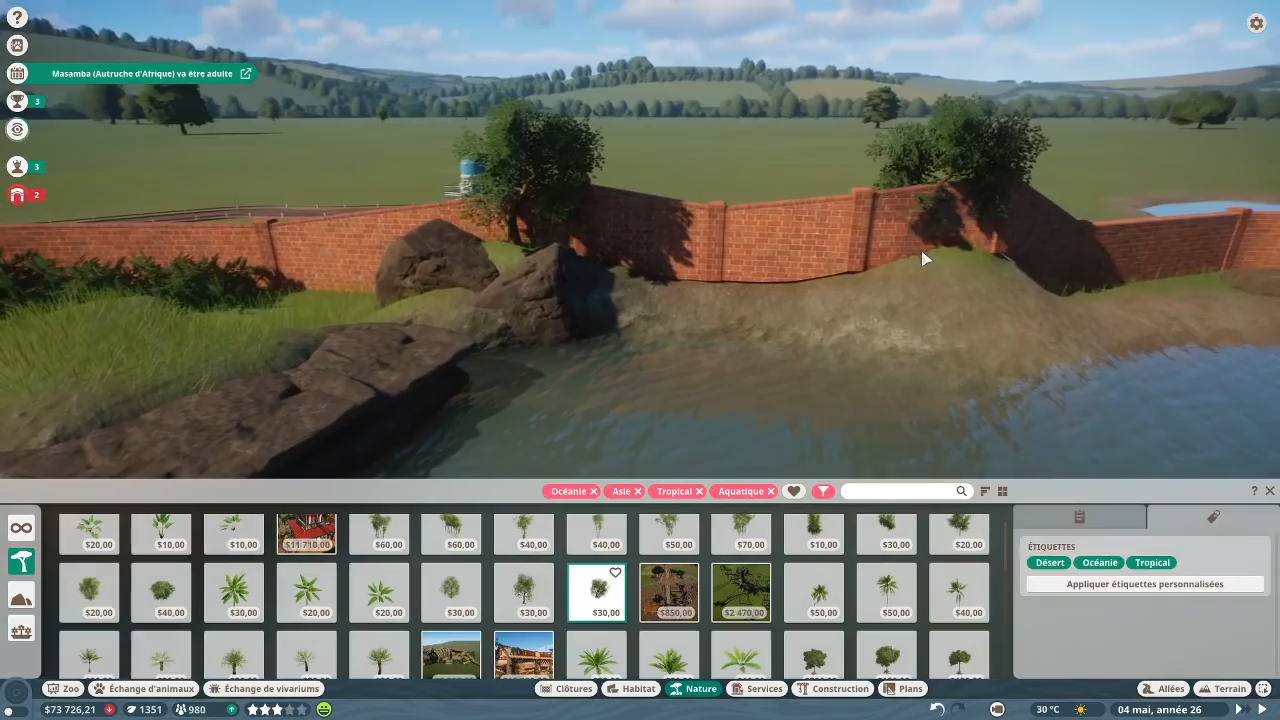 ?
Masamba (Autruche d'Afrique) va être adulte
3
3
2
Océanie × Asie × Tropical × Aquatique ×
? ×
$20,00 $10,00 $10,00 $11 710,00 $60,00 $60,00 $40,00 $40,00 $50,00 $70,00 $10,00 $30,00 $20,00
$20,00 $40,00 $30,00 $20,00 $20,00 $30,00 $30,00 $30,00 $850,00 $2 470,00 $50,00 $50,00 $40,00
ÉTIQUETTES
Désert Océanie Tropical
Appliquer étiquettes personnalisées
Zoo Échange d'animaux Échange de vivariums Clôtures Habitat Nature Services Construction Plans Allées Terrain
$73 726,21 1351 980 30 °C 04 mai, année 26